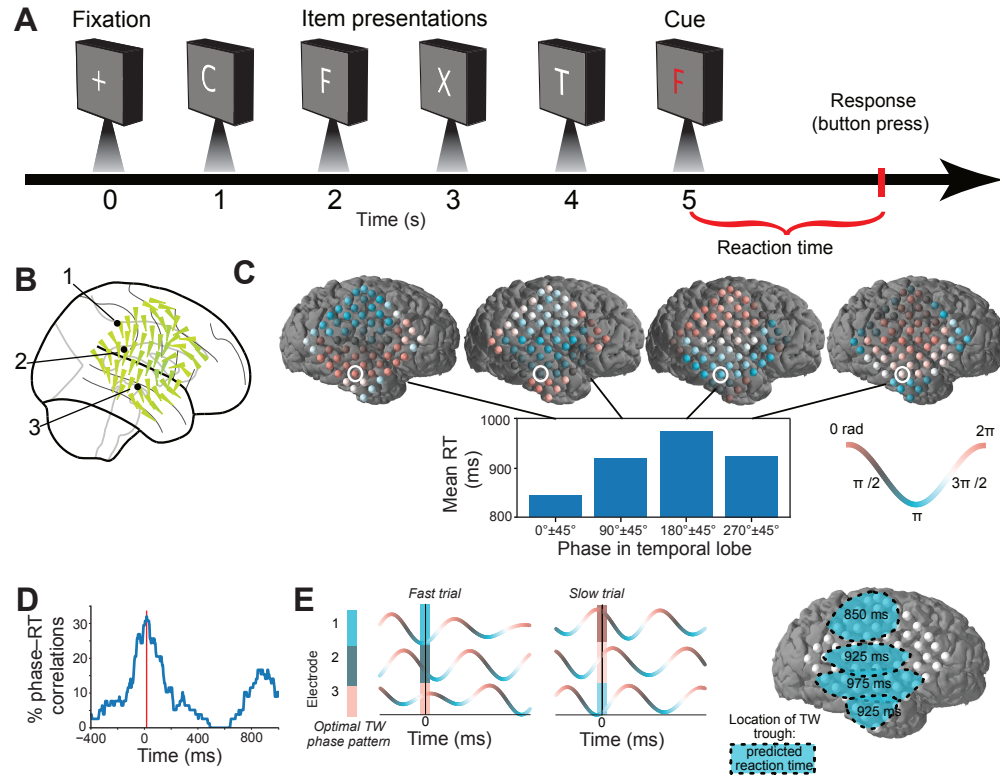 A
Fixation
Item presentations
Cue
+
C
F
X
T
F
Response
(button press)
0
1
2
3
4
5
Time (s)
Reaction time
B
1
2
3
C
Mean RT
(ms)
1000
900
800
0°±45°
90°±45°
180°±45°
270°±45°
Phase in temporal lobe
0 rad
2π
π /2
3π /2
π
D
% phase–RT
correlations
30
20
10
0
-400
0
400
800
Time (ms)
E
Fast trial
Slow trial
Electrode
1
2
3
Optimal TW
phase pattern
0
Time (ms)
0
Time (ms)
850 ms
925 ms
975 ms
925 ms
Location of TW
trough:
predicted
reaction time